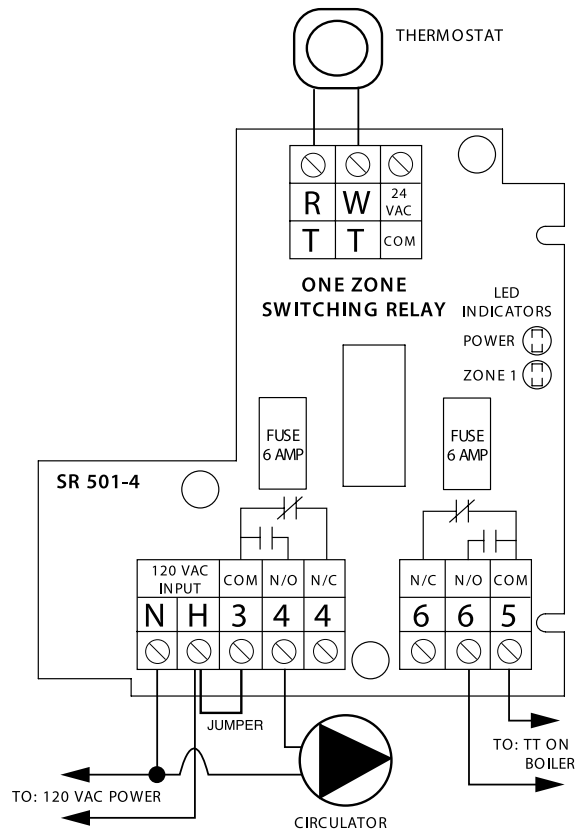 THERMOSTAT
R W 24 VAC
T T COM
ONE ZONE
SWITCHING RELAY
LED
INDICATORS
POWER
ZONE 1
FUSE
6 AMP
FUSE
6 AMP
SR 501-4
120 VAC
INPUT
COM N/O N/C
N H 3 4 4
N/C N/O COM
6 6 5
JUMPER
TO: TT ON
BOILER
TO: 120 VAC POWER
CIRCULATOR